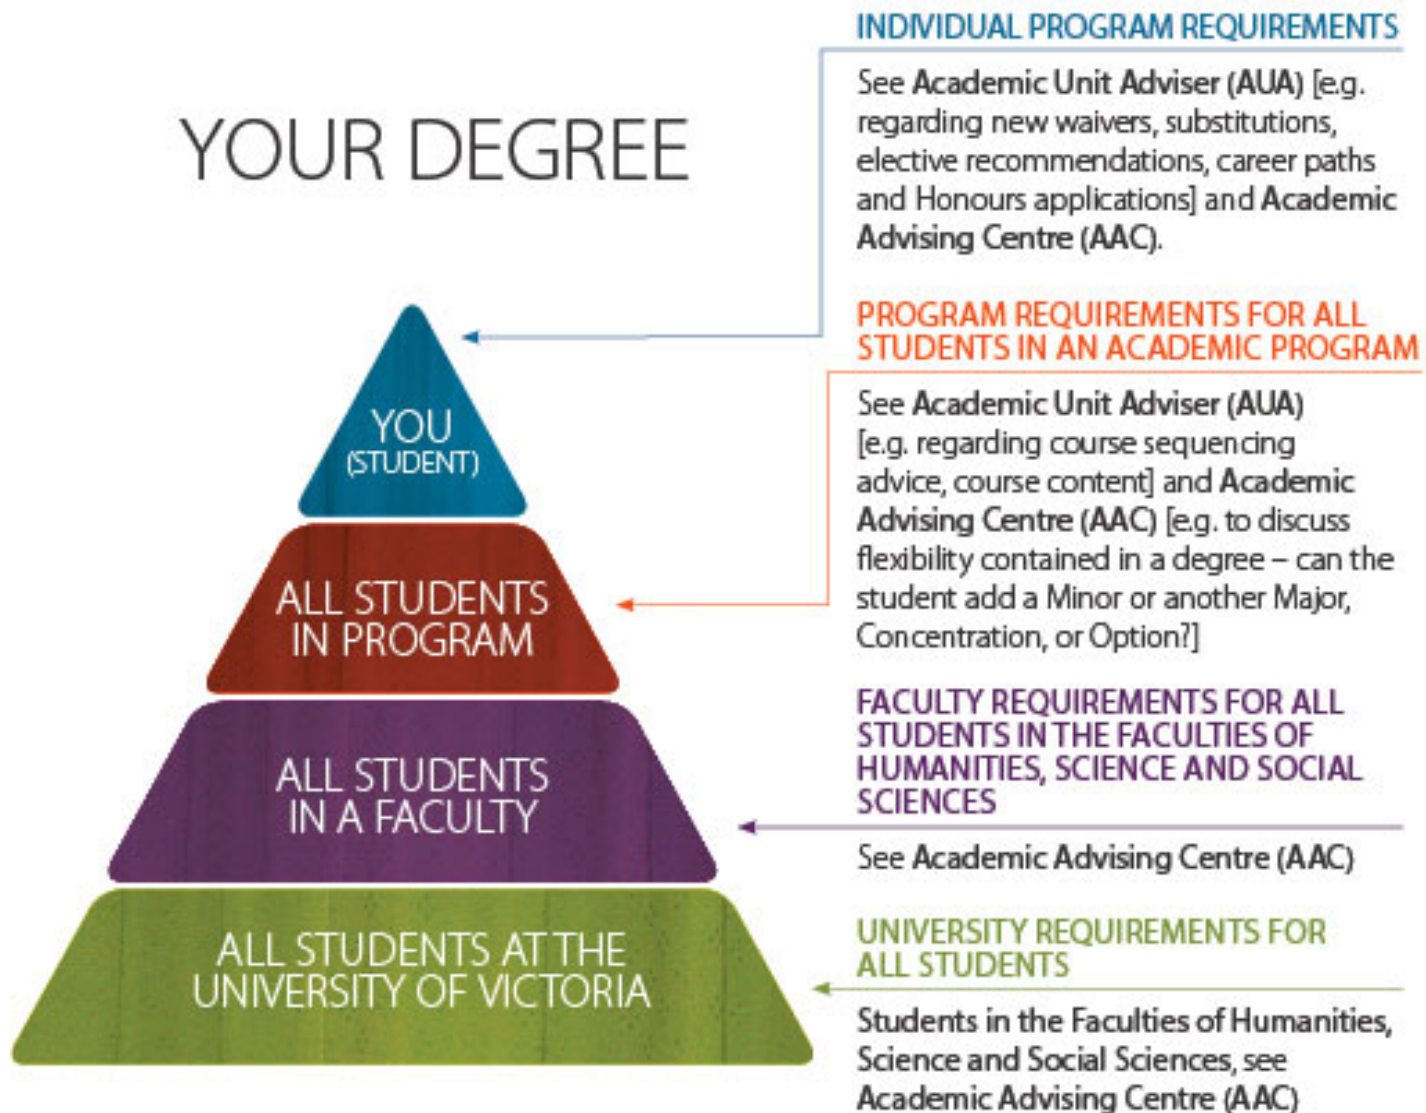 YOUR DEGREE
YOU
(STUDENT)
ALL STUDENTS
IN PROGRAM
ALL STUDENTS
IN A FACULTY
ALL STUDENTS AT THE
UNIVERSITY OF VICTORIA
INDIVIDUAL PROGRAM REQUIREMENTS
See Academic Unit Adviser (AUA) [e.g.
regarding new waivers, substitutions,
elective recommendations, career paths
and Honours applications] and Academic
Advising Centre (AAC).
PROGRAM REQUIREMENTS FOR ALL
STUDENTS IN AN ACADEMIC PROGRAM
See Academic Unit Adviser (AUA)
[e.g. regarding course sequencing
advice, course content] and Academic
Advising Centre (AAC) [e.g. to discuss
flexibility contained in a degree – can the
student add a Minor or another Major,
Concentration, or Option?]
FACULTY REQUIREMENTS FOR ALL
STUDENTS IN THE FACULTIES OF
HUMANITIES, SCIENCE AND SOCIAL
SCIENCES
See Academic Advising Centre (AAC)
UNIVERSITY REQUIREMENTS FOR
ALL STUDENTS
Students in the Faculties of Humanities,
Science and Social Sciences, see
Academic Advising Centre (AAC)